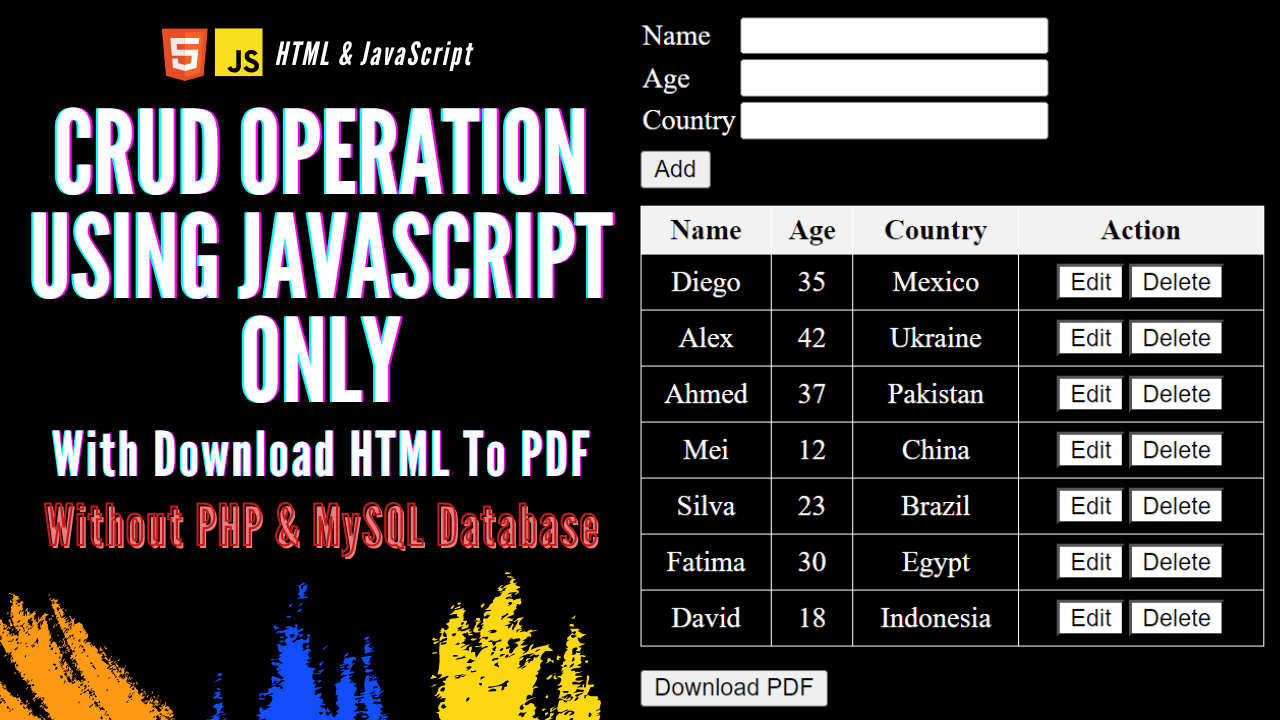 5 JS HTML & JavaScript
CRUD OPERATION
USING JAVASCRIPT
ONLY
With Download HTML To PDF
Without PHP & MySQL Database
Name
Age
Country
Add
Name Age Country Action
Diego 35 Mexico Edit Delete
Alex 42 Ukraine Edit Delete
Ahmed 37 Pakistan Edit Delete
Mei 12 China Edit Delete
Silva 23 Brazil Edit Delete
Fatima 30 Egypt Edit Delete
David 18 Indonesia Edit Delete
Download PDF